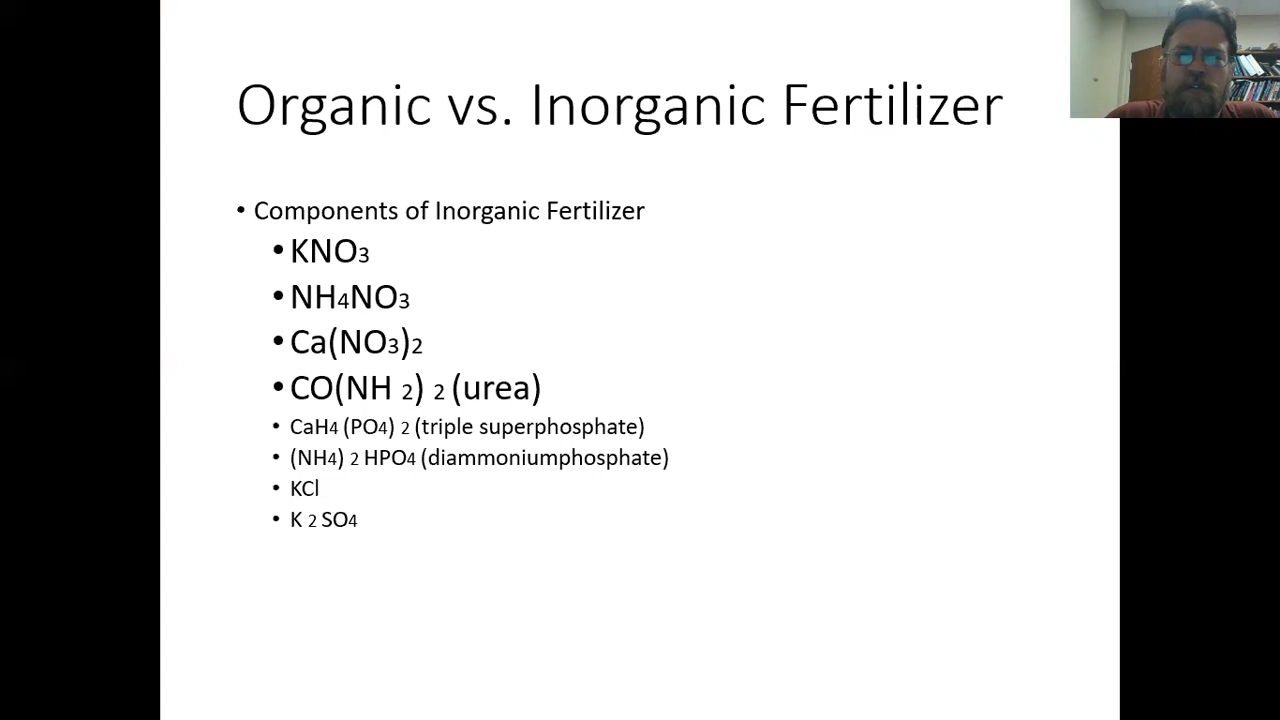 Organic vs. Inorganic Fertilizer
• Components of Inorganic Fertilizer
• KNO3
• NH4NO3
• Ca(NO3)2
• CO(NH 2) 2 (urea)
• CaH4 (PO4) 2 (triple superphosphate)
• (NH4) 2 HPO4 (diammoniumphosphate)
• KCl
• K 2 SO4